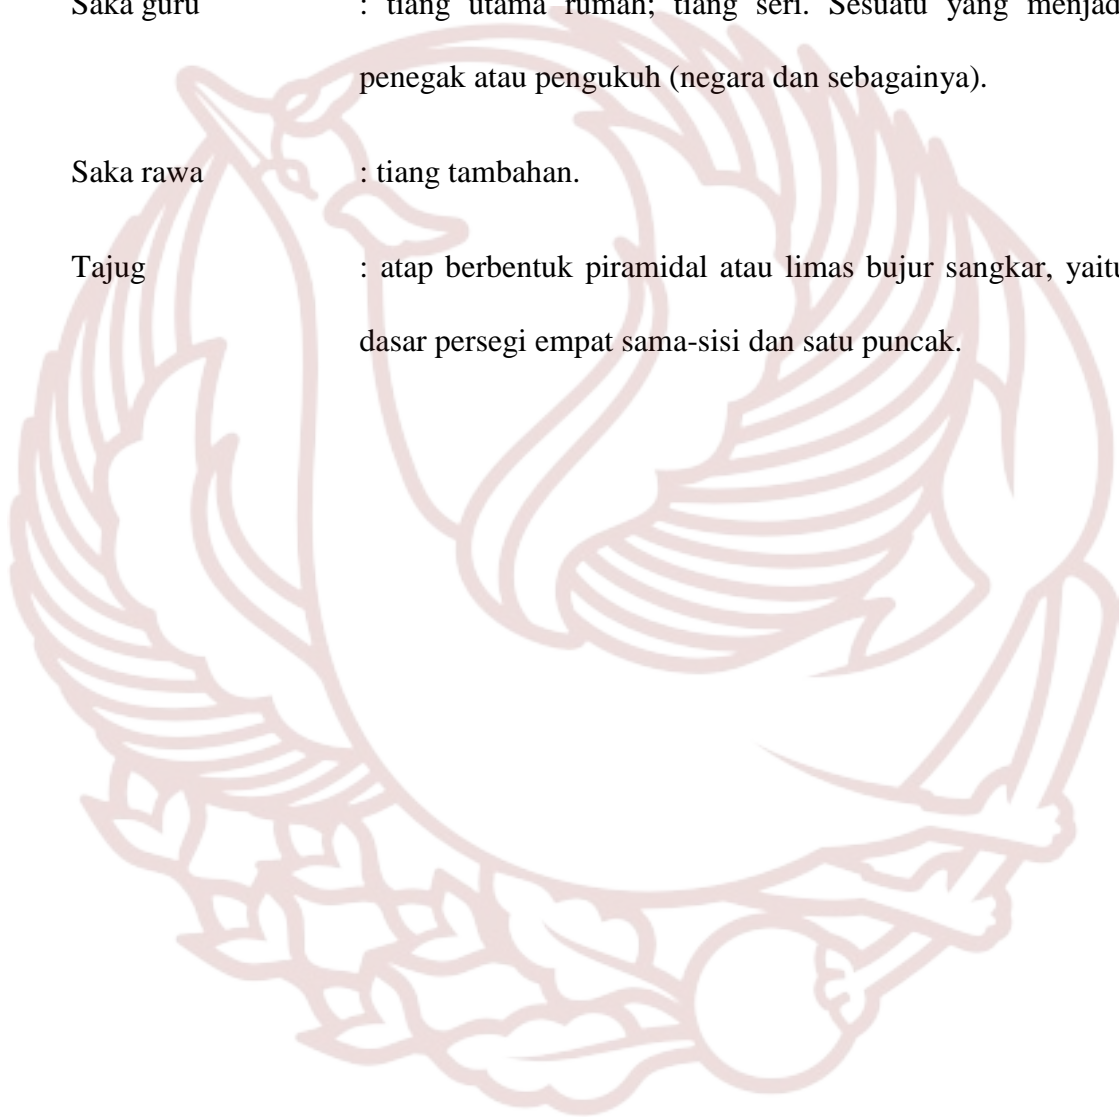 Saka guru : tiang utama rumah; tiang seri. Sesuatu yang menjad
penegak atau pengukuh (negara dan sebagainya).
Saka rawa : tiang tambahan.
Tajug : atap berbentuk piramidal atau limas bujur sangkar, yaitu
dasar persegi empat sama-sisi dan satu puncak.